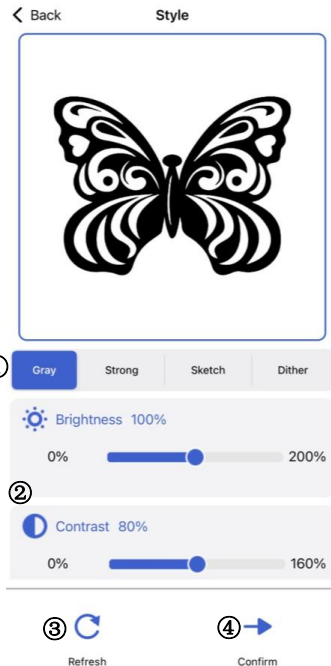 Back Style
Gray Strong Sketch Dither
Brightness 100%
0% 200%
②
Contrast 80%
0% 160%
③ ④
Refresh Confirm